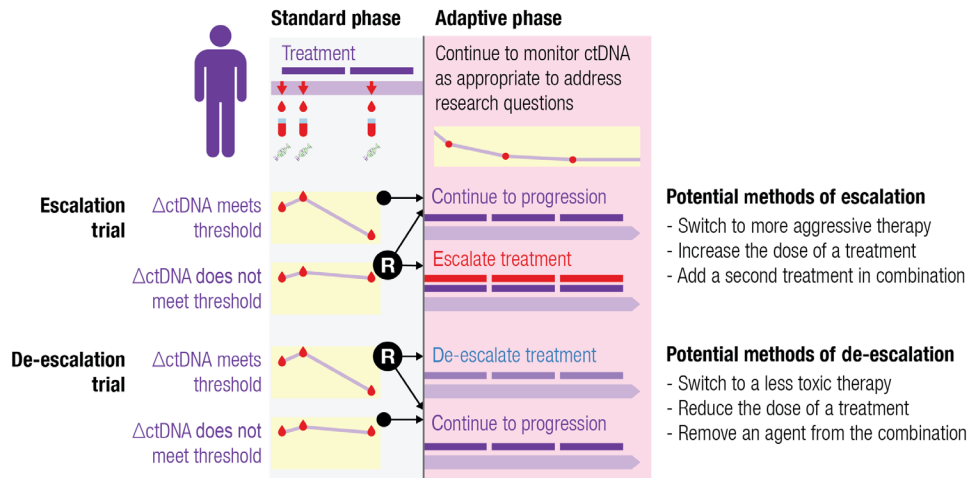 Standard phase
Adaptive phase
Treatment
Continue to monitor ctDNA
as appropriate to address
research questions
Escalation
trial
△ctDNA meets
threshold
△ctDNA does not
meet threshold
R
Continue to progression
Escalate treatment
Potential methods of escalation
- Switch to more aggressive therapy
- Increase the dose of a treatment
- Add a second treatment in combination
De-escalation
trial
△ctDNA meets
threshold
△ctDNA does not
meet threshold
R
De-escalate treatment
Continue to progression
Potential methods of de-escalation
- Switch to a less toxic therapy
- Reduce the dose of a treatment
- Remove an agent from the combination